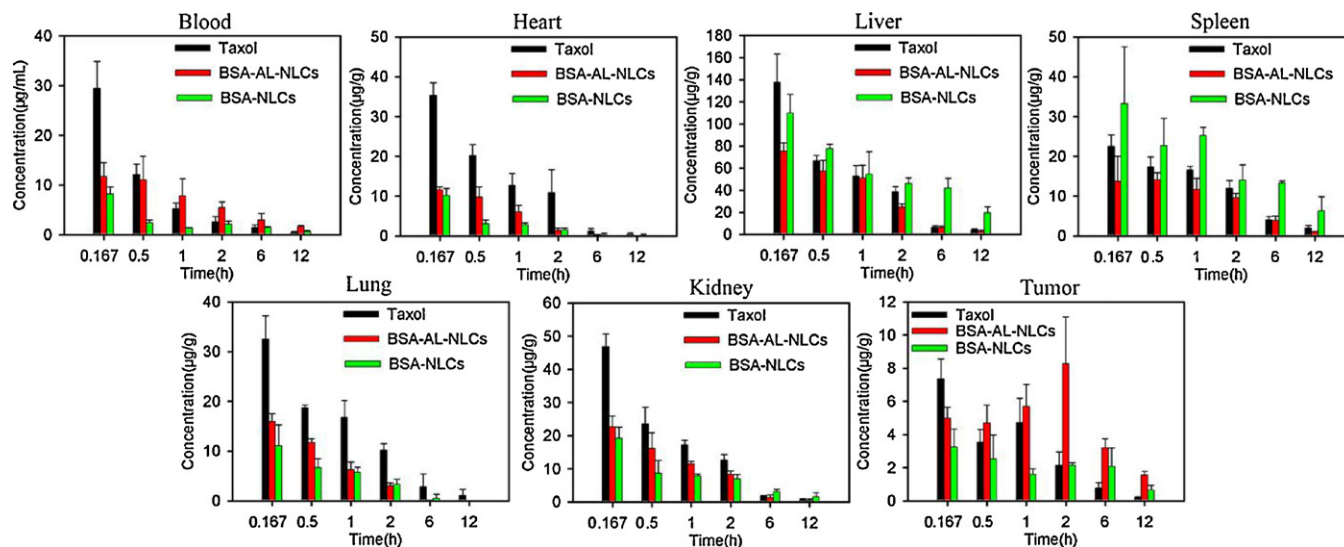 Blood
Concentration(μg/mL)
40
30
20
10
0
Taxol
BSA-AL-NLCs
BSA-NLCs
0.167 0.5 1 2 6 12
Time(h)
Heart
Concentration(μg/g)
50
40
30
20
10
0
Taxol
BSA-AL-NLCs
BSA-NLCs
0.167 0.5 1 2 6 12
Time(h)
Liver
Concentration(μg/g)
180
160
140
120
100
80
60
40
20
0
Taxol
BSA-AL-NLCs
BSA-NLCs
0.167 0.5 1 2 6 12
Time(h)
Spleen
Concentration(μg/g)
50
40
30
20
10
0
Taxol
BSA-AL-NLCs
BSA-NLCs
0.167 0.5 1 2 6 12
Time(h)
Lung
Concentration(μg/g)
40
30
20
10
0
Taxol
BSA-AL-NLCs
BSA-NLCs
0.167 0.5 1 2 6 12
Time(h)
Kidney
Concentration(μg/g)
60
50
40
30
20
10
0
Taxol
BSA-AL-NLCs
BSA-NLCs
0.167 0.5 1 2 6 12
Time(h)
Tumor
Concentration(μg/g)
12
10
8
6
4
2
0
Taxol
BSA-AL-NLCs
BSA-NLCs
0.167 0.5 1 2 6 12
Time(h)